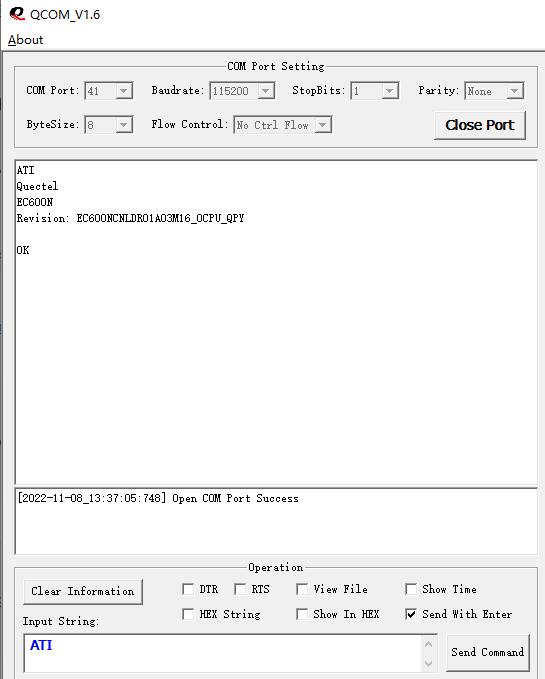 QCOM_V1.6
About
COM Port Setting
COM Port: 41 Baudrate: 115200 StopBits: 1 Parity: None
ByteSize: 8 Flow Control: No Ctrl Flow Close Port
ATI
Quectel
EC600N
Revision: EC600NCNLDR01A03M16_OCPU_QPY
OK
[2022-11-08_13:37:05:748] Open COM Port Success
Operation
Clear Information DTR RTS View File Show Time
HEX String Show In HEX Send With Enter
Input String:
ATI
Send Command